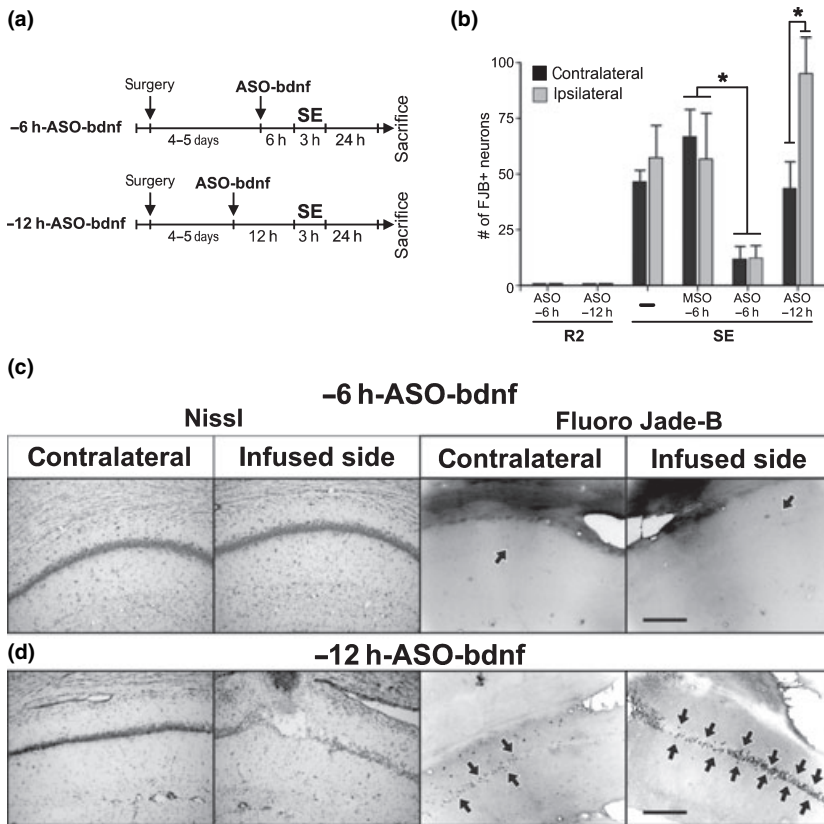 (a)
Surgery
ASO-bdnf
SE
–6 h-ASO-bdnf
4–5 days
6 h
3 h
24 h
Sacrifice
Surgery
ASO-bdnf
SE
–12 h-ASO-bdnf
4–5 days
12 h
3 h
24 h
Sacrifice
(b)
# of FJB+ neurons
100
75
50
25
0
Contralateral
Ipsilateral
*
*
ASO
–6 h
ASO
–12 h
–
MSO
–6 h
ASO
–6 h
ASO
–12 h
R2
SE
(c)
–6 h-ASO-bdnf
Nissl
Fluoro Jade-B
Contralateral
Infused side
Contralateral
Infused side
(d)
–12 h-ASO-bdnf